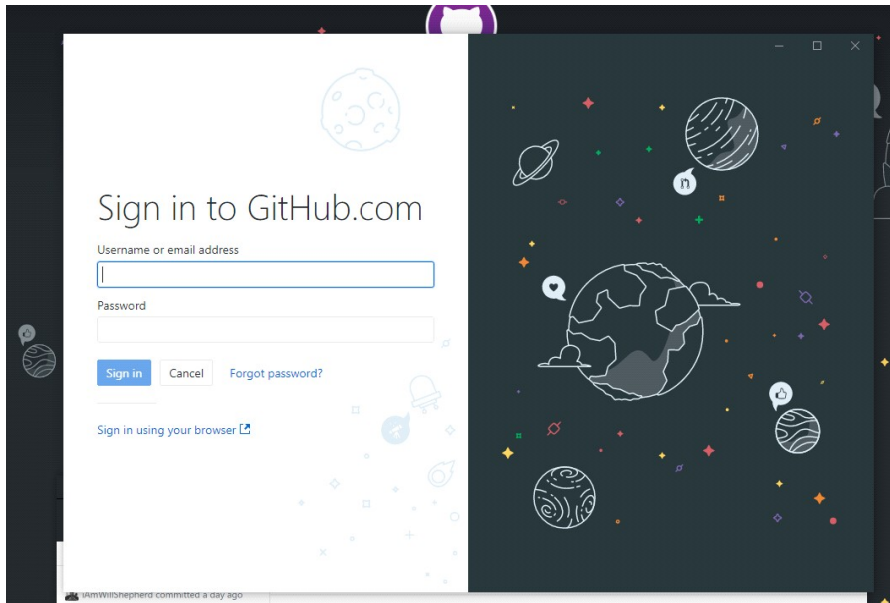 Sign in to GitHub.com
Username or email address
Password
Sign in
Cancel
Forgot password?
Sign in using your browser
iAmWillShepherd committed a day ago